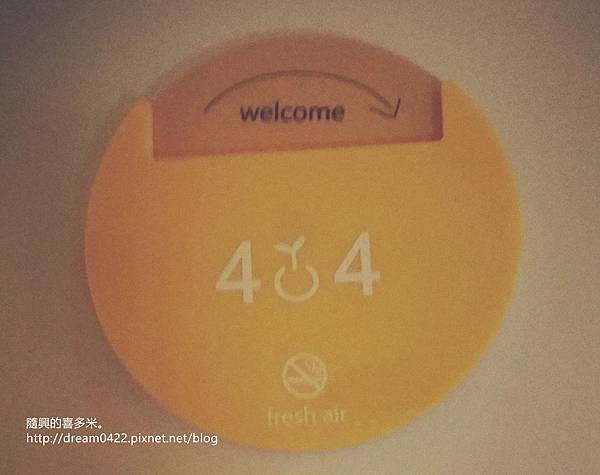 welcome
404
fresh air
隨興的喜多米。
http://dream0422.pixnet.net/blog